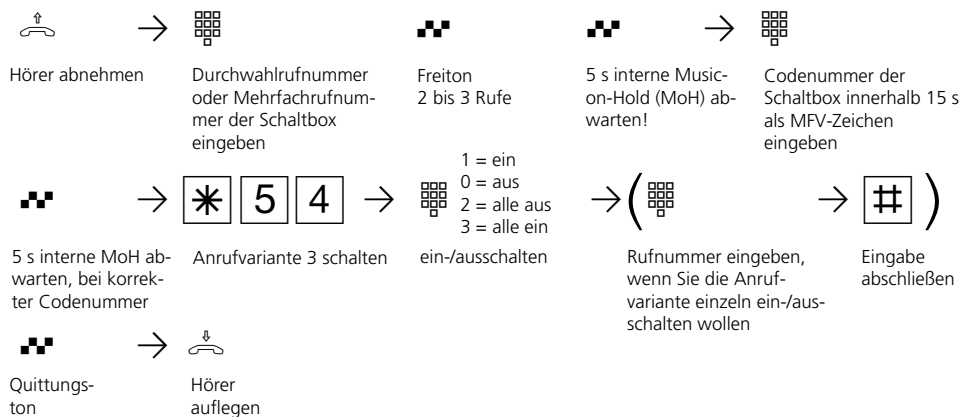 Hörer abnehmen
Durchwahlrufnummer
oder Mehrfachrufnum-
mer der Schaltbox
eingeben
Freiton
2 bis 3 Rufe
5 s interne Music-
on-Hold (MoH) ab-
warten!
Codenummer der
Schaltbox innerhalb 15 s
als MFV-Zeichen
eingeben
* 5 4
1 = ein
0 = aus
2 = alle aus
3 = alle ein
( # )
5 s interne MoH ab-
warten, bei korrek-
ter Codenummer
Anrufvariante 3 schalten
ein-/ausschalten
Rufnummer eingeben,
wenn Sie die Anruf-
variante einzeln ein-/aus-
schalten wollen
Eingabe
abschließen
Quittungs-
ton
Hörer
auflegen